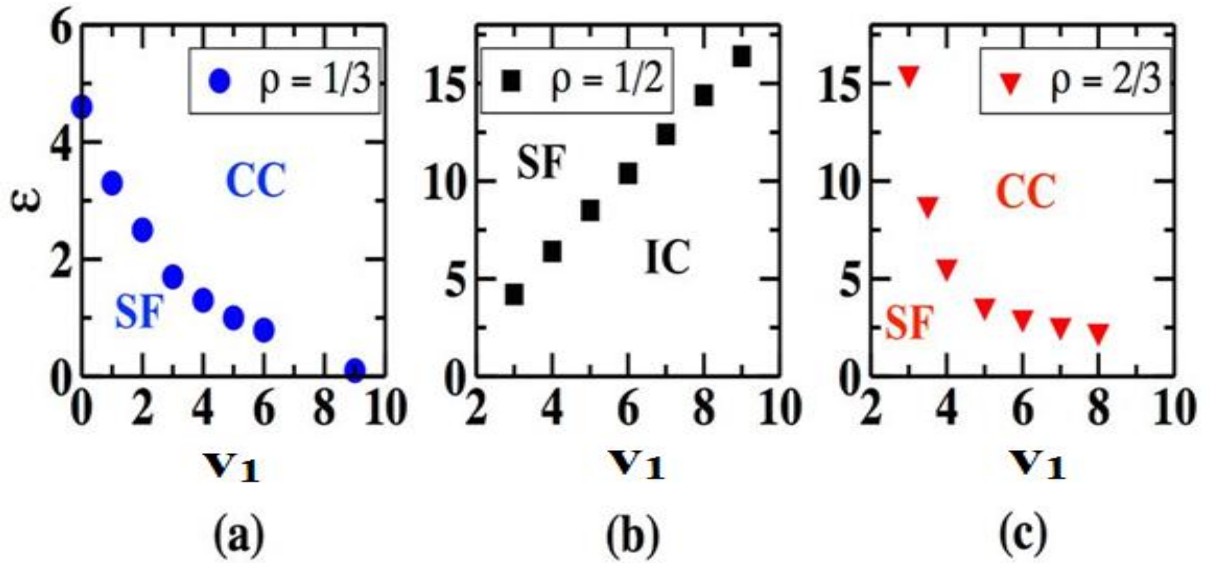 6
4
2
0
ε
ρ = 1/3
CC
SF
0 2 4 6 8 10
v1
(a)
15
10
5
0
ρ = 1/2
SF
IC
2 4 6 8 10
v1
(b)
15
10
5
0
ρ = 2/3
CC
SF
2 4 6 8 10
v1
(c)